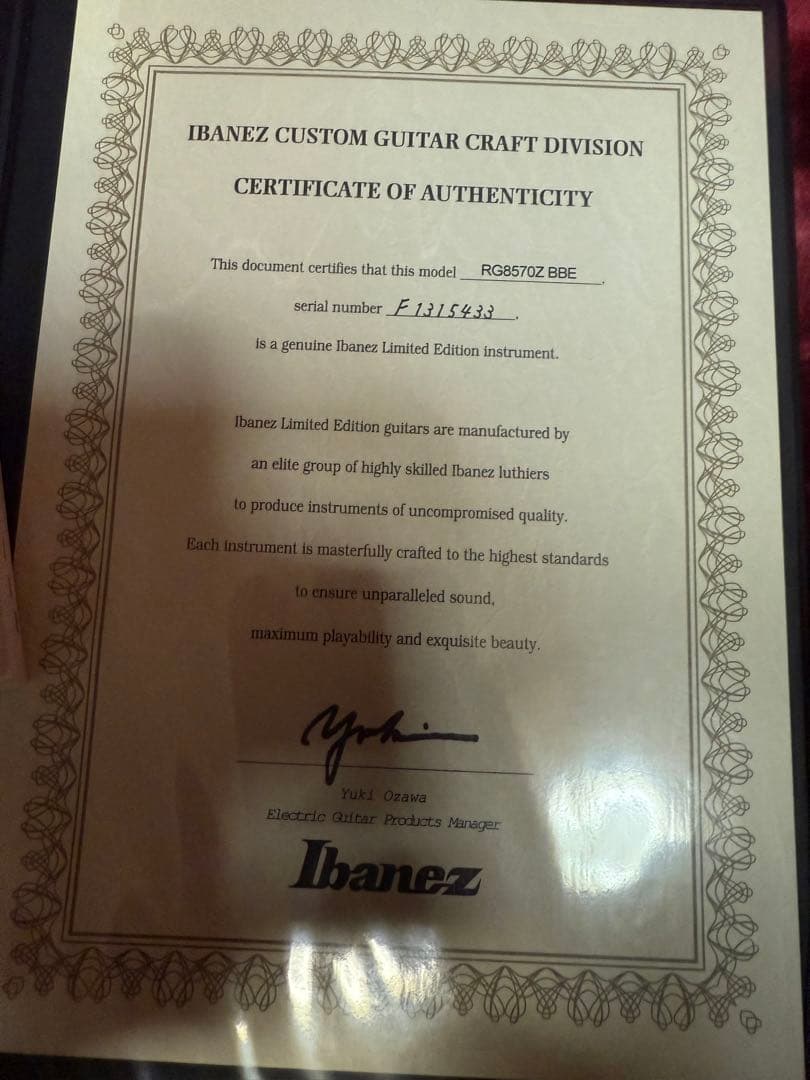 IBANEZ CUSTOM GUITAR CRAFT DIVISION
CERTIFICATE OF AUTHENTICITY
This document certifies that this model RG8570Z BBE,
serial number F1315433,
is a genuine Ibanez Limited Edition instrument.
Ibanez Limited Edition guitars are manufactured by
an elite group of highly skilled Ibanez luthiers
to produce instruments of uncompromised quality.
Each instrument is masterfully crafted to the highest standards
to ensure unparalleled sound,
maximum playability and exquisite beauty.
Yuki Ozawa
Electric Guitar Products Manager
Ibanez